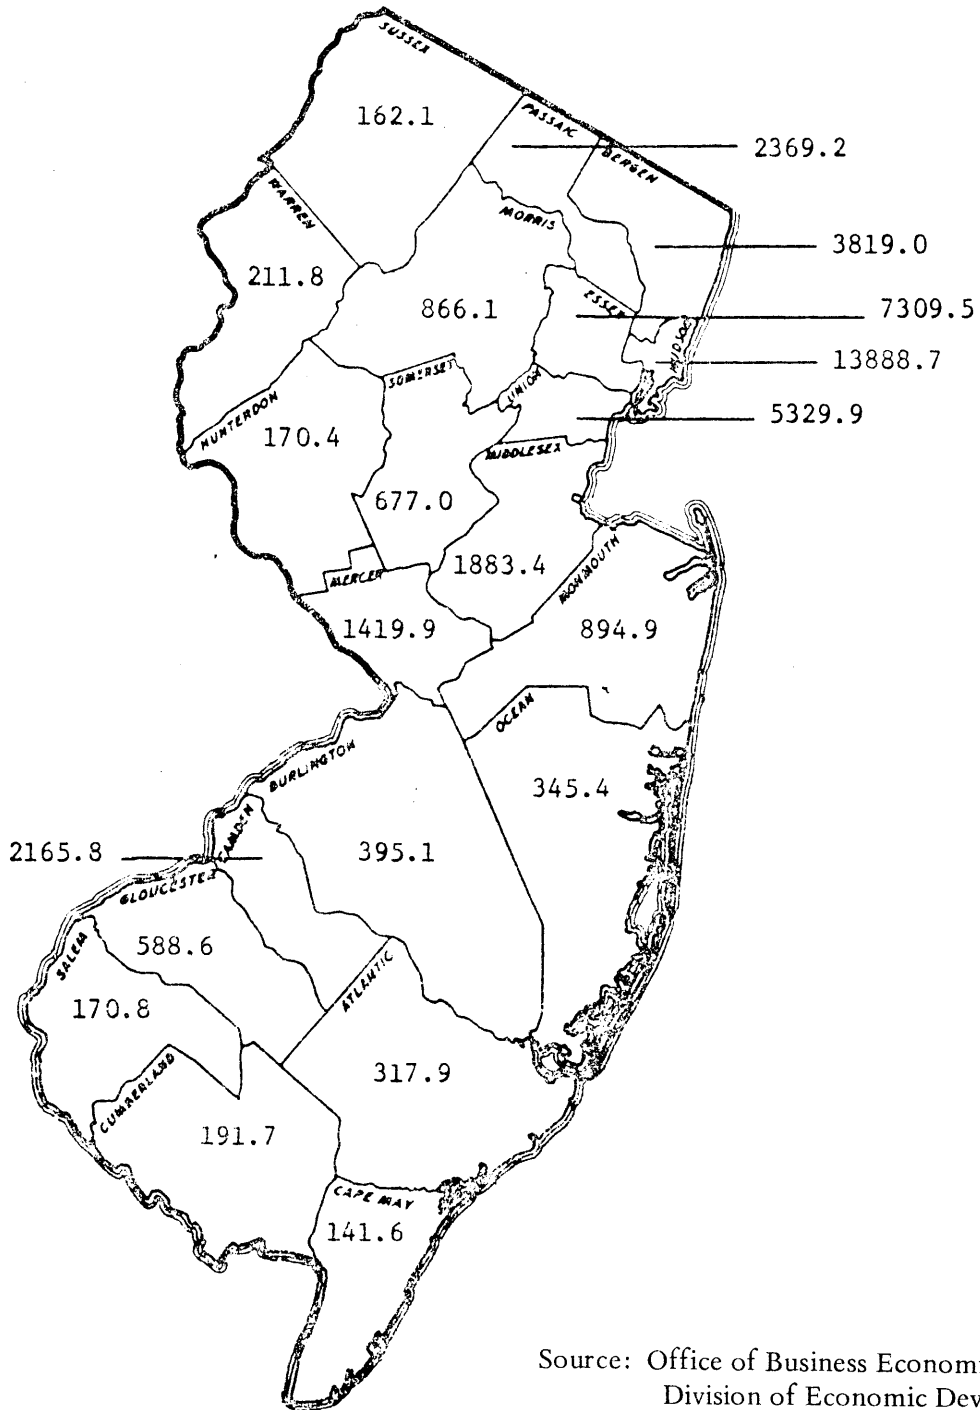 SUSSEX
162.1
PASSAIC
2369.2
BERGEN
WARREN
MORRIS
3819.0
211.8
866.1
ESSEX
7309.5
HUDSON
13888.7
SOMERSET
UNION
5329.9
HUNTERDON
170.4
MIDDLESEX
677.0
1883.4
MONMOUTH
MERCER
1419.9
894.9
OCEAN
BURLINGTON
345.4
CAMDEN
2165.8
395.1
GLOUCESTER
SALEM
588.6
ATLANTIC
170.8
317.9
CUMBERLAND
191.7
CAPE MAY
141.6
Source: Office of Business Econom
Division of Economic Dev